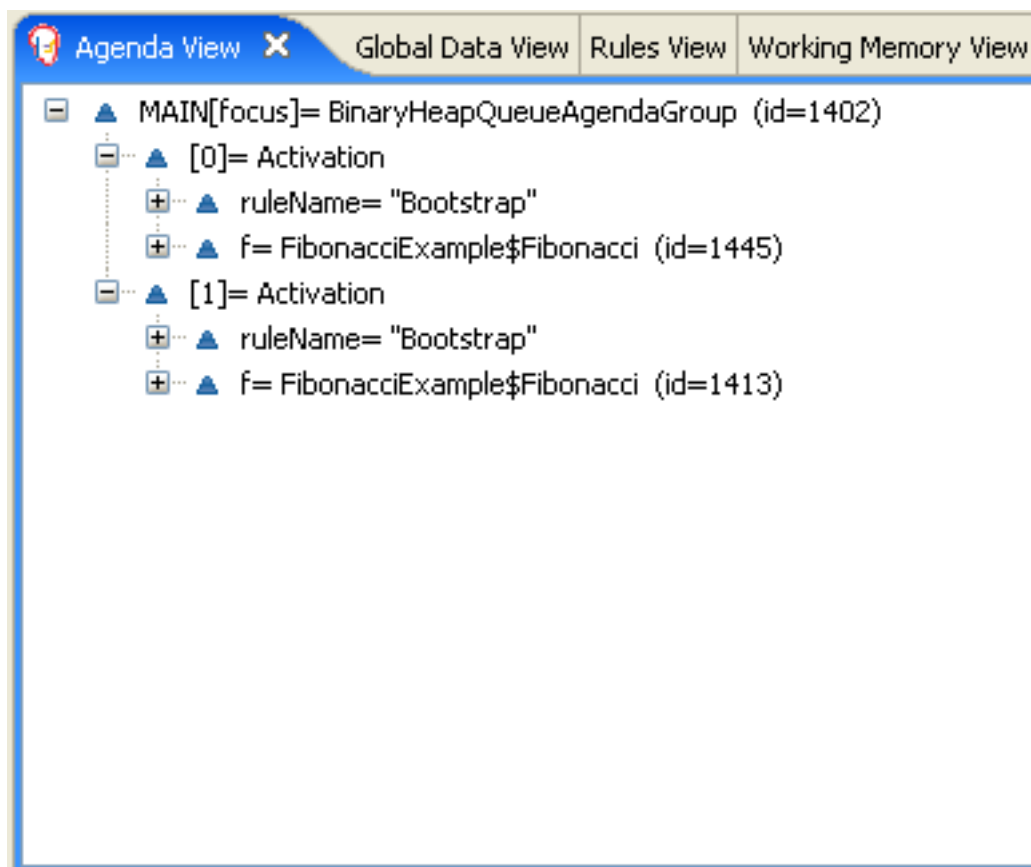 Agenda View Global Data View Rules View Working Memory View
MAIN[focus]= BinaryHeapQueueAgendaGroup (id=1402)
[0]= Activation
ruleName= "Bootstrap"
f= FibonacciExample$Fibonacci (id=1445)
[1]= Activation
ruleName= "Bootstrap"
f= FibonacciExample$Fibonacci (id=1413)